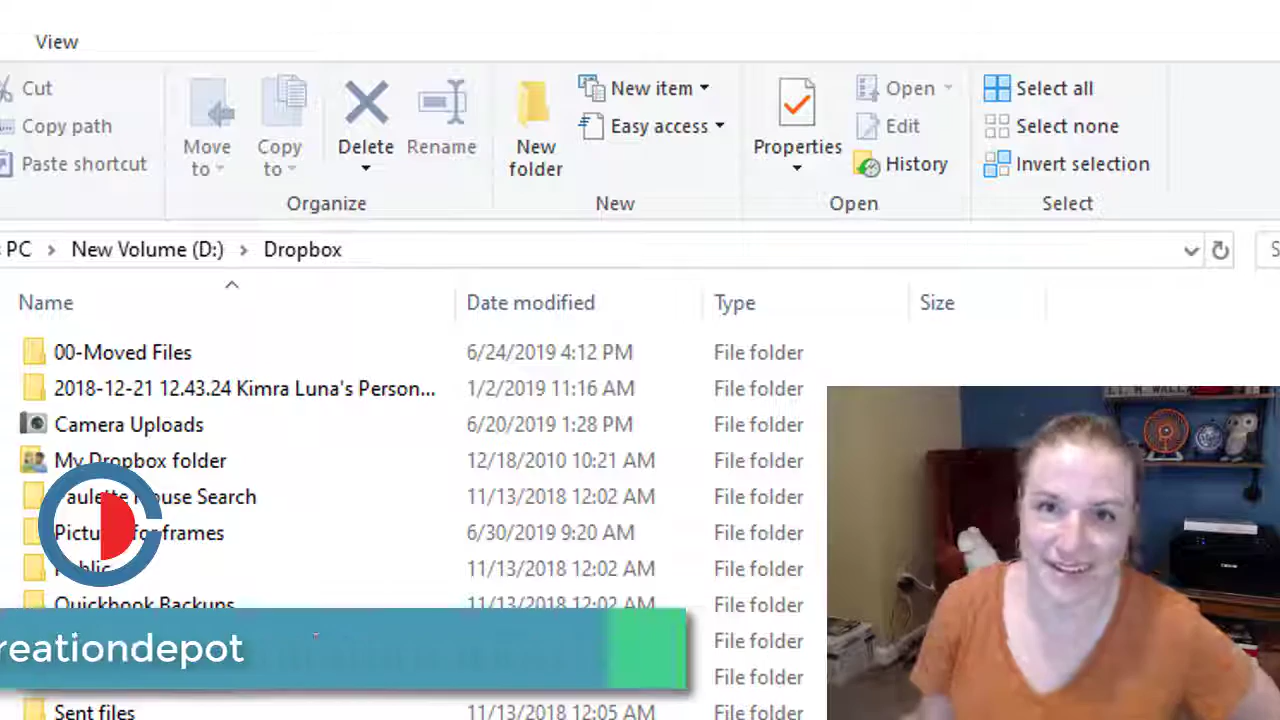 View
Cut
Copy path
Paste shortcut
Move to
Copy to
Delete
Rename
Organize
New folder
New item
Easy access
New
Properties
Open
Edit
History
Open
Select all
Select none
Invert selection
Select
PC > New Volume (D:) > Dropbox
Name Date modified Type Size
00-Moved Files 6/24/2019 4:12 PM File folder
2018-12-21 12.43.24 Kimra Luna's Person... 1/2/2019 11:16 AM File folder
Camera Uploads 6/20/2019 1:28 PM File folder
My Dropbox folder 12/18/2010 10:21 AM File folder
Paulette House Search 11/13/2018 12:02 AM File folder
Pictures for frames 6/30/2019 9:20 AM File folder
Public 11/13/2018 12:02 AM File folder
Quickbook Backups 11/13/2018 12:02 AM File folder
reationdepot
File folder
File folder
Sent files 11/13/2018 12:05 AM File folder